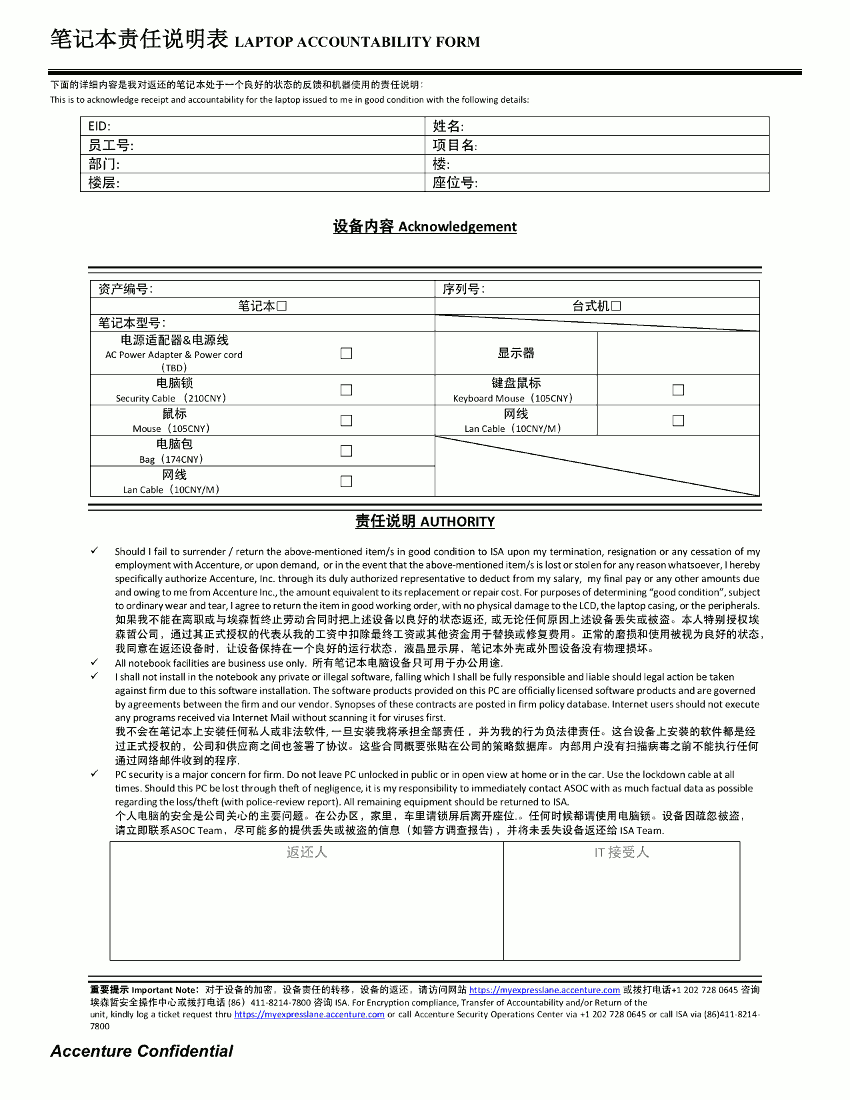 笔记本责任说明表 LAPTOP ACCOUNTABILITY FORM
下面的详细内容是我对返还的笔记本处于一个良好的状态的反馈和机器使用的责任说明：
This is to acknowledge receipt and accountability for the laptop issued to me in good condition with the following details:
EID: 姓名:
员工号: 项目名:
部门: 楼:
楼层: 座位号:
设备内容 Acknowledgement
资产编号: 序列号:
笔记本☐ 台式机☐
笔记本型号:
电源适配器&电源线
AC Power Adapter & Power cord
（TBD）
☐ 显示器
电脑锁 键盘鼠标
Security Cable （210CNY） ☐ Keyboard Mouse（105CNY） ☐
鼠标 网线
Mouse（105CNY） ☐ Lan Cable（10CNY/M） ☐
电脑包
Bag（174CNY） ☐
网线
Lan Cable（10CNY/M） ☐
责任说明 AUTHORITY
✓ Should I fail to surrender / return the above-mentioned item/s in good condition to ISA upon my termination, resignation or any cessation of my
employment with Accenture, or upon demand, or in the event that the above-mentioned item/s is lost or stolen for any reason whatsoever, I hereby
specifically authorize Accenture, Inc. through its duly authorized representative to deduct from my salary, my final pay or any other amounts due
and owing to me from Accenture Inc., the amount equivalent to its replacement or repair cost. For purposes of determining “good condition”, subject
to ordinary wear and tear, I agree to return the item in good working order, with no physical damage to the LCD, the laptop casing, or the peripherals.
如果我不能在离职或与埃森哲终止劳动合同时把上述设备以良好的状态返还, 或无论任何原因上述设备丢失或被盗。本人特别授权埃
森哲公司，通过其正式授权的代表从我的工资中扣除最终工资或其他资金用于替换或修复费用。正常的磨损和使用被视为良好的状态，
我同意在返还设备时，让设备保持在一个良好的运行状态，液晶显示屏，笔记本外壳或外围设备没有物理损坏。
✓ All notebook facilities are business use only. 所有笔记本电脑设备只可用于办公用途.
✓ I shall not install in the notebook any private or illegal software, falling which I shall be fully responsible and liable should legal action be taken
against firm due to this software installation. The software products provided on this PC are officially licensed software products and are governed
by agreements between the firm and our vendor. Synopses of these contracts are posted in firm policy database. Internet users should not execute
any programs received via Internet Mail without scanning it for viruses first.
我不会在笔记本上安装任何私人或非法软件, 一旦安装我将承担全部责任 ，并为我的行为负法律责任。这台设备上安装的软件都是经
过正式授权的，公司和供应商之间也签署了协议。这些合同概要张贴在公司的策略数据库。内部用户没有扫描病毒之前不能执行任何
通过网络邮件收到的程序.
✓ PC security is a major concern for firm. Do not leave PC unlocked in public or in open view at home or in the car. Use the lockdown cable at all
times. Should this PC be lost through theft of negligence, it is my responsibility to immediately contact ASOC with as much factual data as possible
regarding the loss/theft (with police-review report). All remaining equipment should be returned to ISA.
个人电脑的安全是公司关心的主要问题。在公办区，家里，车里请锁屏后离开座位.。任何时候都请使用电脑锁。设备因疏忽被盗，
请立即联系ASOC Team，尽可能多的提供丢失或被盗的信息（如警方调查报告），并将未丢失设备返还给 ISA Team.
返还人 IT 接受人
重要提示 Important Note：对于设备的加密，设备责任的转移，设备的返还，请访问网站 https://myexpresslane.accenture.com 或拨打电话+1 202 728 0645 咨询
埃森哲安全操作中心或拨打电话 (86）411-8214-7800 咨询 ISA. For Encryption compliance, Transfer of Accountability and/or Return of the
unit, kindly log a ticket request thru https://myexpresslane.accenture.com or call Accenture Security Operations Center via +1 202 728 0645 or call ISA via (86)411-8214-
7800
Accenture Confidential